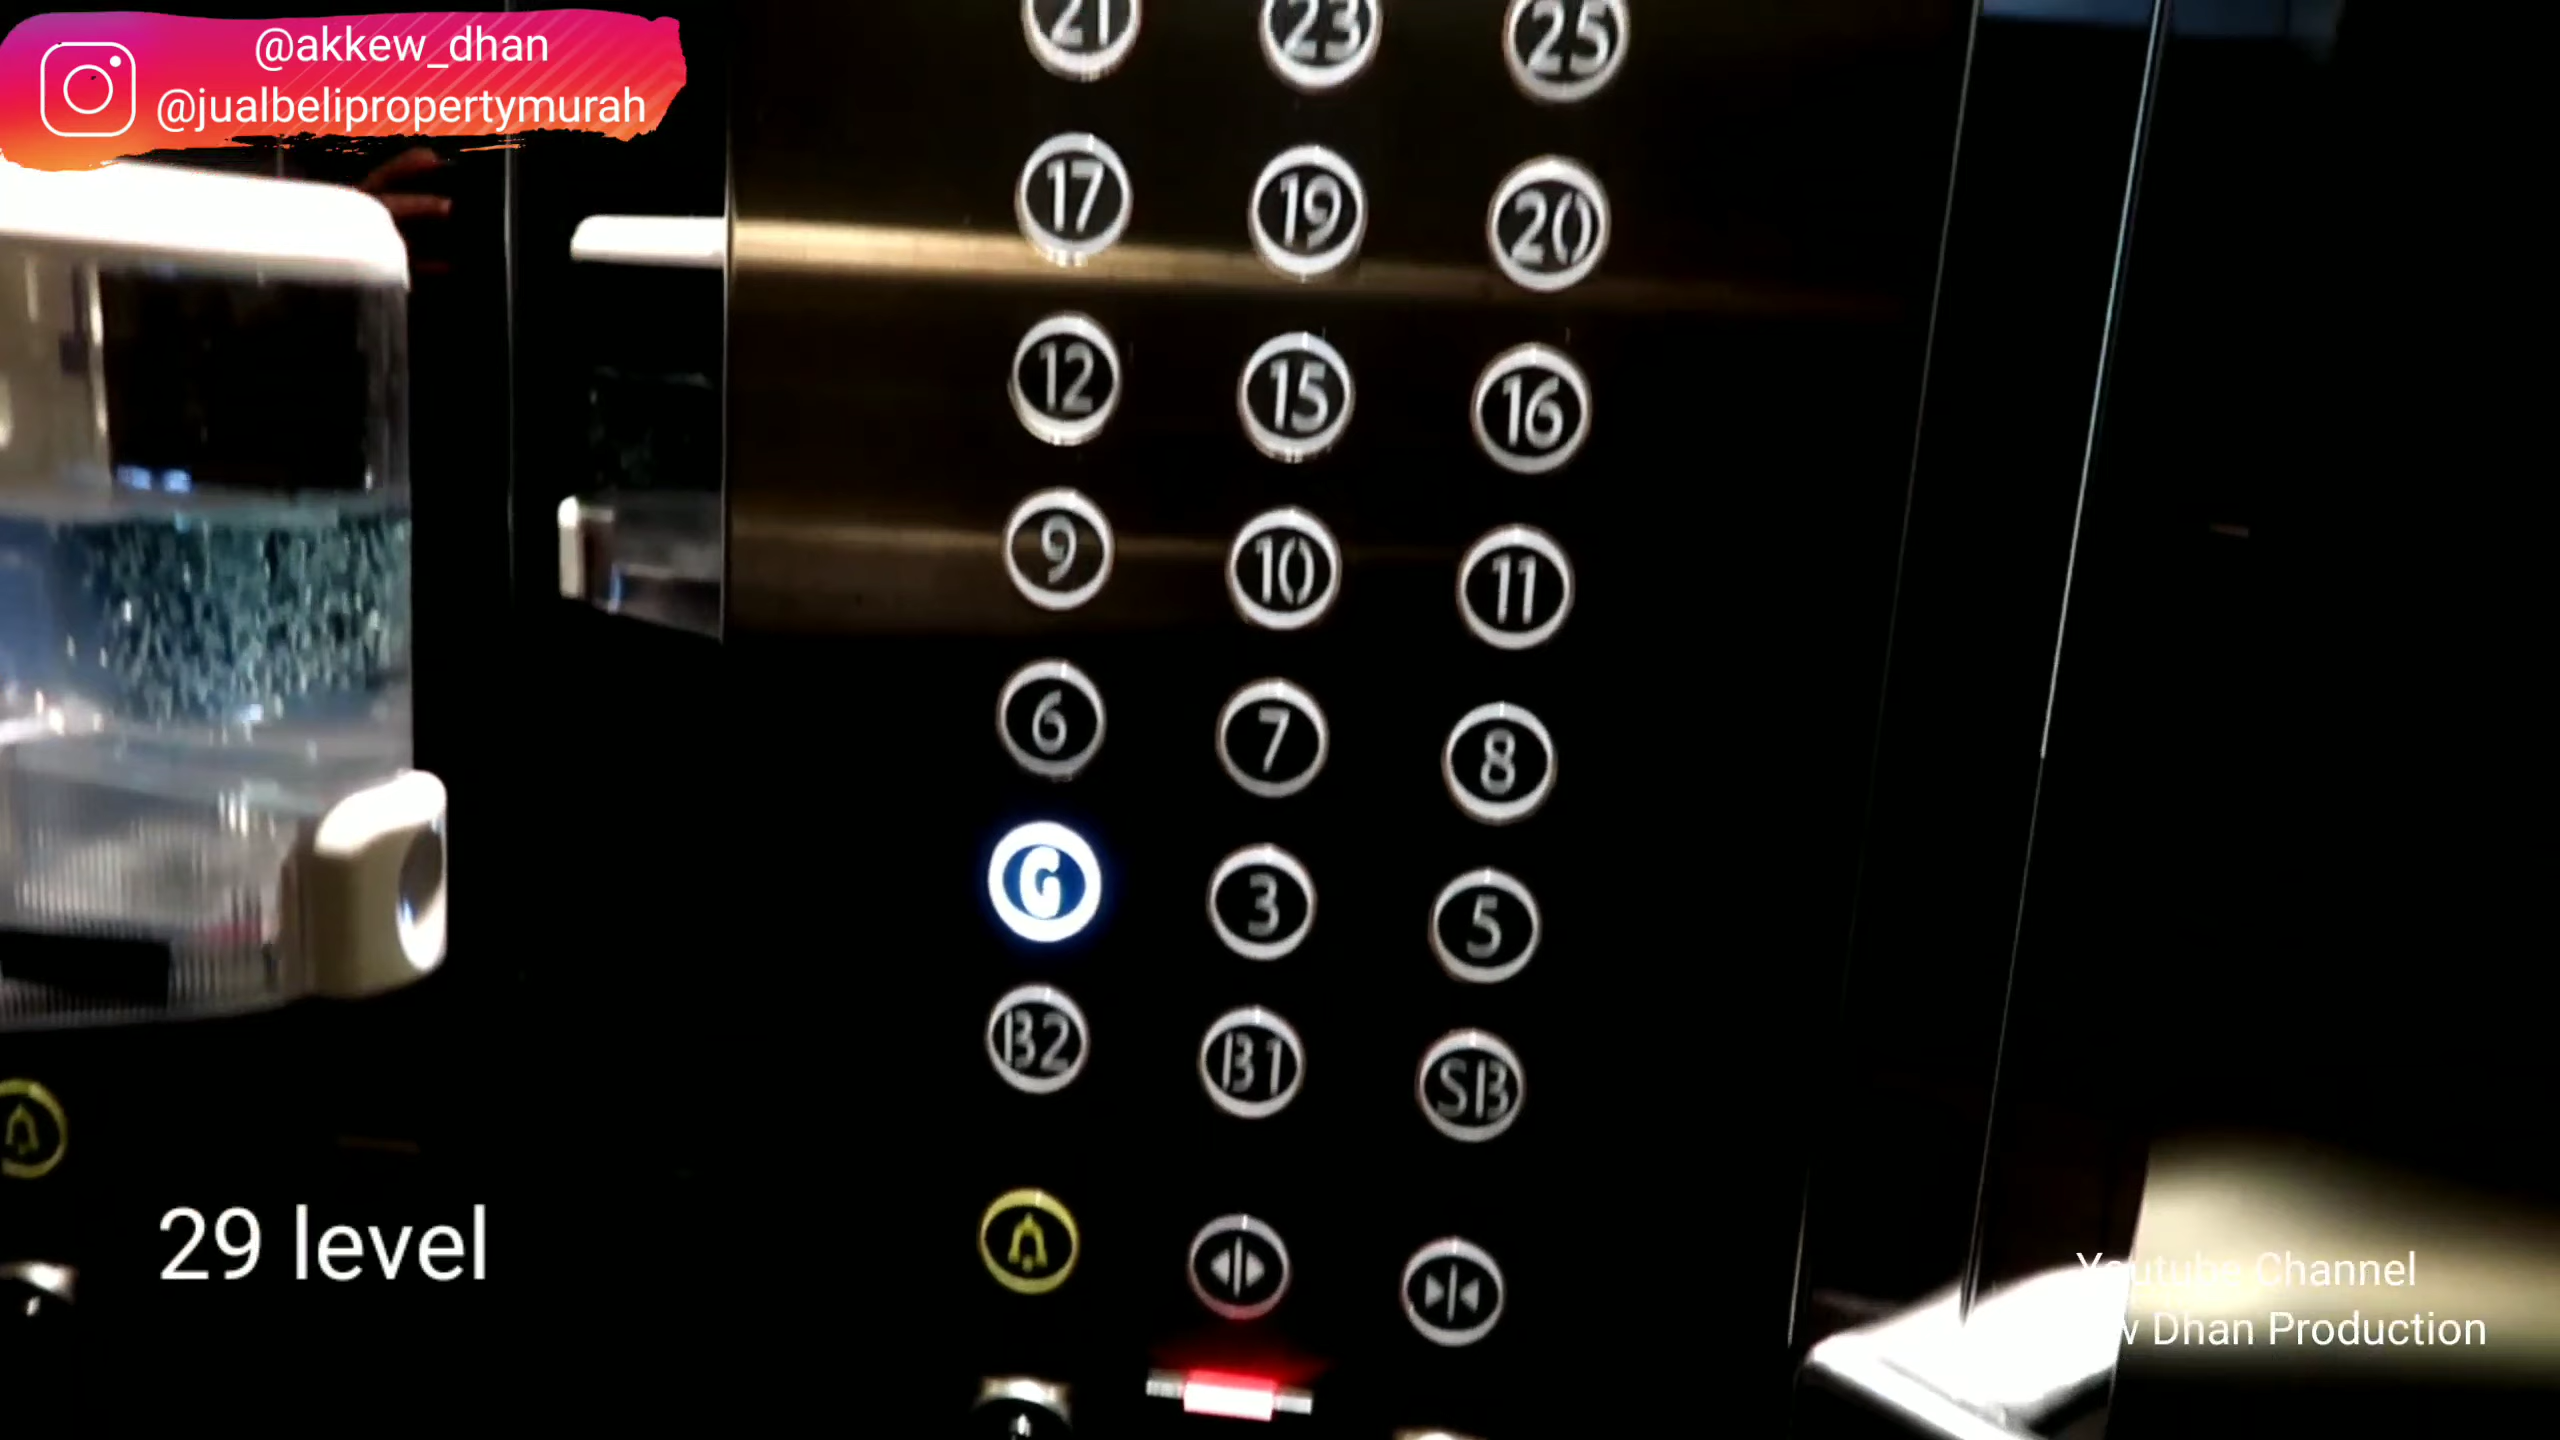 @akkew_dhan
@jualbelipropertymurah
21 23 25
17 19 20
12 15 16
9 10 11
6 7 8
G 3 5
B2 B1 SB
29 level
Youtube Channel
Dhan Production